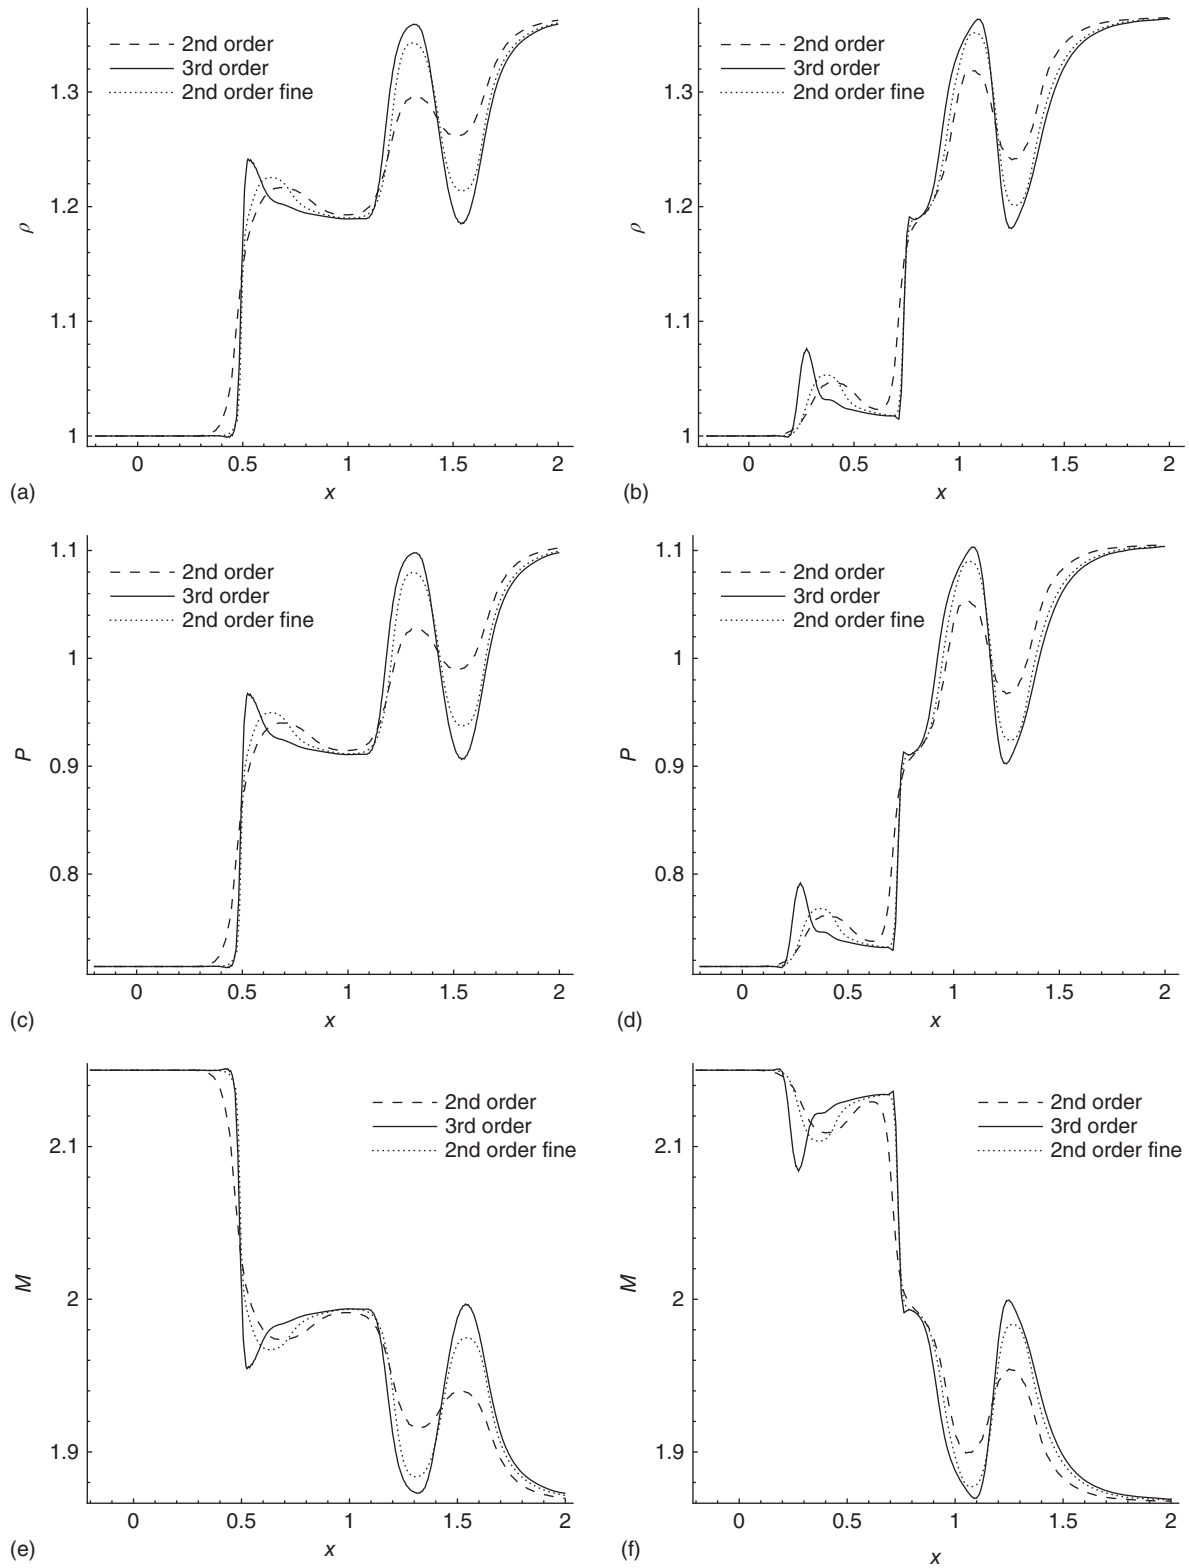 2nd order
3rd order
2nd order fine
1.3
1.2
1.1
1
ρ
0 0.5 1 1.5 2
x
(a)
2nd order
3rd order
2nd order fine
1.3
1.2
1.1
1
ρ
0 0.5 1 1.5 2
x
(b)
1.1
1
0.9
0.8
P
2nd order
3rd order
2nd order fine
0 0.5 1 1.5 2
x
(c)
1.1
1
0.9
0.8
P
2nd order
3rd order
2nd order fine
0 0.5 1 1.5 2
x
(d)
2.1
2
1.9
M
2nd order
3rd order
2nd order fine
0 0.5 1 1.5 2
x
(e)
2.1
2
1.9
M
2nd order
3rd order
2nd order fine
0 0.5 1 1.5 2
x
(f)